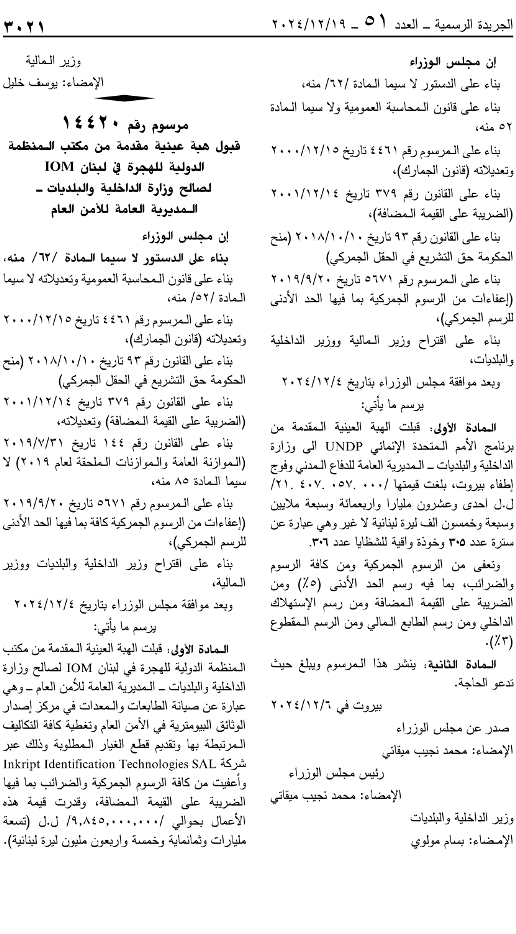 الجريدة الرسمية ــ العدد ٥١ ــ ٢٠٢٤/١٢/١٩
٣٠٢١
إن مجلس الوزراء
بناء على الدستور لا سيما المادة /٦٢/ منه،
بناء على قانون المحاسبة العمومية ولا سيما المادة
٥٢ منه،
بناء على المرسوم رقم ٤٤٦١ تاريخ ٢٠٠٠/١٢/١٥
وتعديلاته (قانون الجمارك)،
بناء على القانون رقم ٣٧٩ تاريخ ٢٠٠١/١٢/١٤
(الضريبة على القيمة المضافة)،
بناء على القانون رقم ٩٣ تاريخ ٢٠١٨/١٠/١٠ (منح
الحكومة حق التشريع في الحقل الجمركي)
بناء على المرسوم رقم ٥٦٧١ تاريخ ٢٠١٩/٩/٢٠
(إعفاءات من الرسوم الجمركية بما فيها الحد الأدنى
للرسم الجمركي)،
بناء على اقتراح وزير المالية ووزير الداخلية
والبلديات،
وبعد موافقة مجلس الوزراء بتاريخ ٢٠٢٤/١٢/٤
يرسم ما يأتي:
المادة الأولى: قبلت الهبة العينية المقدمة من
برنامج الأمم المتحدة الإنمائي UNDP الى وزارة
الداخلية والبلديات ــ المديرية العامة للدفاع المدني وفوج
إطفاء بيروت، بلغت قيمتها /٢١. ٤٠٧. ٠٥٧. ٠٠٠/
ل.ل احدى وعشرون مليارا واربعمائة وسبعة ملايين
وسبعة وخمسون الف ليرة لبنانية لا غير وهي عبارة عن
سترة عدد ٣٠٥ وخوذة واقية للشظايا عدد ٣٠٦.
وتعفى من الرسوم الجمركية ومن كافة الرسوم
والضرائب، بما فيه رسم الحد الأدنى (٥٪) ومن
الضريبة على القيمة المضافة ومن رسم الإستهلاك
الداخلي ومن رسم الطابع المالي ومن الرسم المقطوع
(٣٪).
المادة الثانية: ينشر هذا المرسوم ويبلغ حيث
تدعو الحاجة.
بيروت في ٢٠٢٤/١٢/٦
صدر عن مجلس الوزراء
الإمضاء: محمد نجيب ميقاتي
رئيس مجلس الوزراء
الإمضاء: محمد نجيب ميقاتي
وزير الداخلية والبلديات
الإمضاء: بسام مولوي
وزير المالية
الإمضاء: يوسف خليل
مرسوم رقم ١٤٤٢٠
قبول هبة عينية مقدمة من مكتب المنظمة
الدولية للهجرة في لبنان IOM
لصالح وزارة الداخلية والبلديات ــ
المديرية العامة للأمن العام
إن مجلس الوزراء
بناء على الدستور لا سيما المادة /٦٢/ منه،
بناء على قانون المحاسبة العمومية وتعديلاته لا سيما
المادة /٥٢/ منه،
بناء على المرسوم رقم ٤٤٦١ تاريخ ٢٠٠٠/١٢/١٥
وتعديلاته (قانون الجمارك)،
بناء على القانون رقم ٩٣ تاريخ ٢٠١٨/١٠/١٠ (منح
الحكومة حق التشريع في الحقل الجمركي)
بناء على القانون رقم ٣٧٩ تاريخ ٢٠٠١/١٢/١٤
(الضريبة على القيمة المضافة) وتعديلاته،
بناء على القانون رقم ١٤٤ تاريخ ٢٠١٩/٧/٣١
(الموازنة العامة والموازنات الملحقة لعام ٢٠١٩) لا
سيما المادة ٨٥ منه،
بناء على المرسوم رقم ٥٦٧١ تاريخ ٢٠١٩/٩/٢٠
(إعفاءات من الرسوم الجمركية كافة بما فيها الحد الأدنى
للرسم الجمركي)،
بناء على اقتراح وزير الداخلية والبلديات ووزير
المالية،
وبعد موافقة مجلس الوزراء بتاريخ ٢٠٢٤/١٢/٤
يرسم ما يأتي:
المادة الأولى: قبلت الهبة العينية المقدمة من مكتب
المنظمة الدولية للهجرة في لبنان IOM لصالح وزارة
الداخلية والبلديات ــ المديرية العامة للأمن العام ــ وهي
عبارة عن صيانة الطابعات والمعدات في مركز إصدار
الوثائق البيومترية في الأمن العام وتغطية كافة التكاليف
المرتبطة بها وتقديم قطع الغيار المطلوبة وذلك عبر
شركة Inkript Identification Technologies SAL
وأعفيت من كافة الرسوم الجمركية والضرائب بما فيها
الضريبة على القيمة المضافة، وقدرت قيمة هذه
الأعمال بحوالي /٩,٨٤٥,٠٠٠,٠٠٠/ ل.ل (تسعة
مليارات وثمانماية وخمسة واربعون مليون ليرة لبنانية).